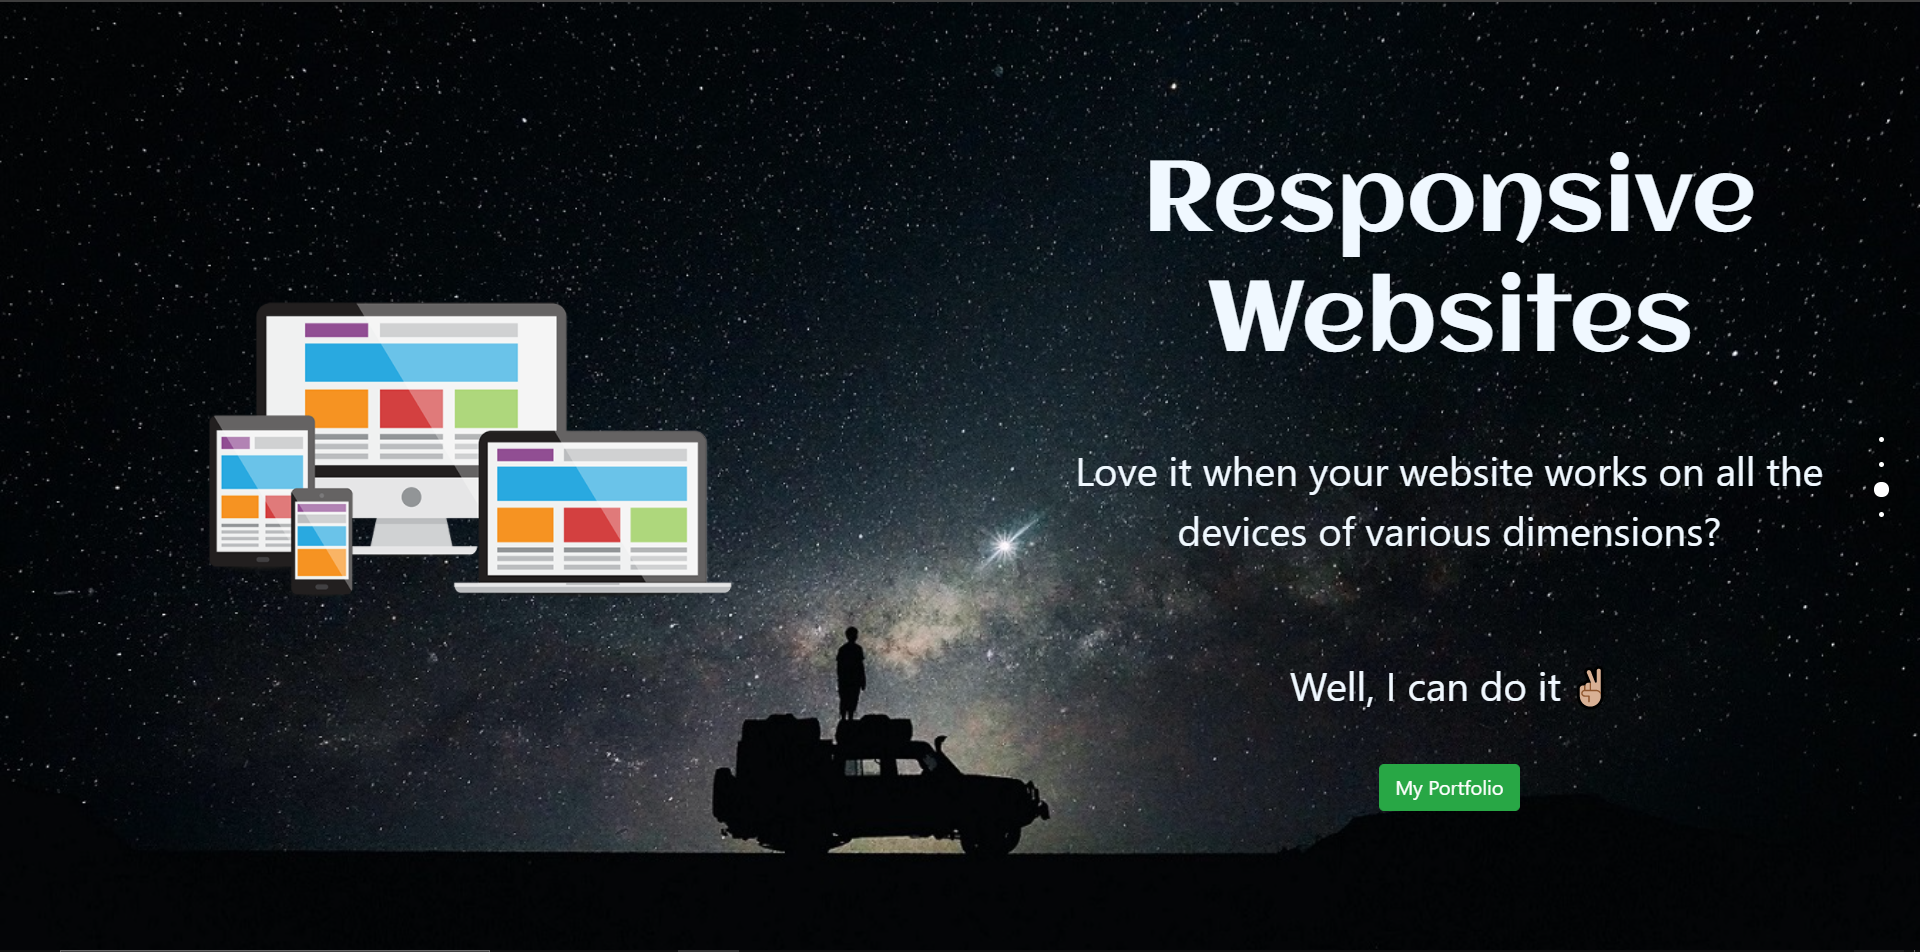 Responsive
Websites
Love it when your website works on all the
devices of various dimensions?
Well, I can do it ✌🏽
My Portfolio